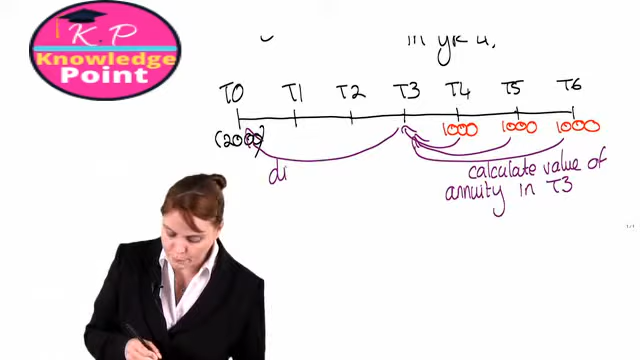 K.P
Knowledge
Point
in yr 4,
T0 T1 T2 T3 T4 T5 T6
(2000) 1000 1000 1000
di
calculate value of
annuity in T3